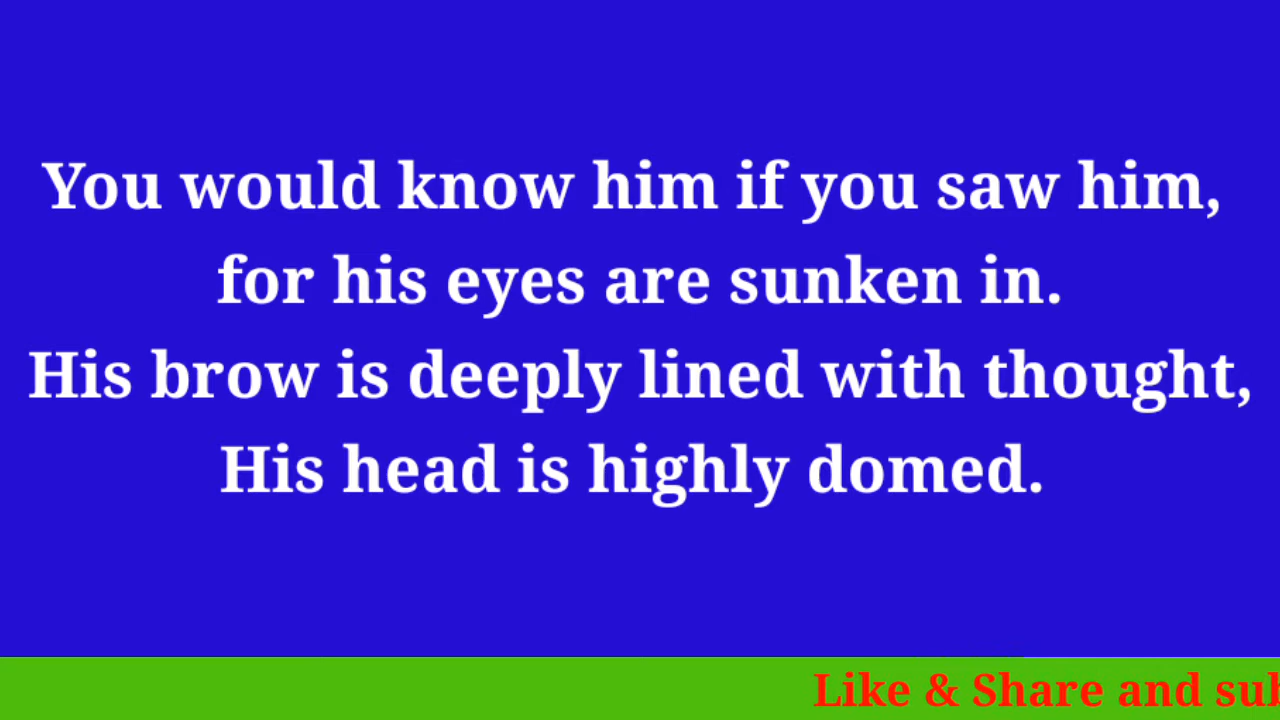 You would know him if you saw him,
for his eyes are sunken in.
His brow is deeply lined with thought,
His head is highly domed.
Like & Share and